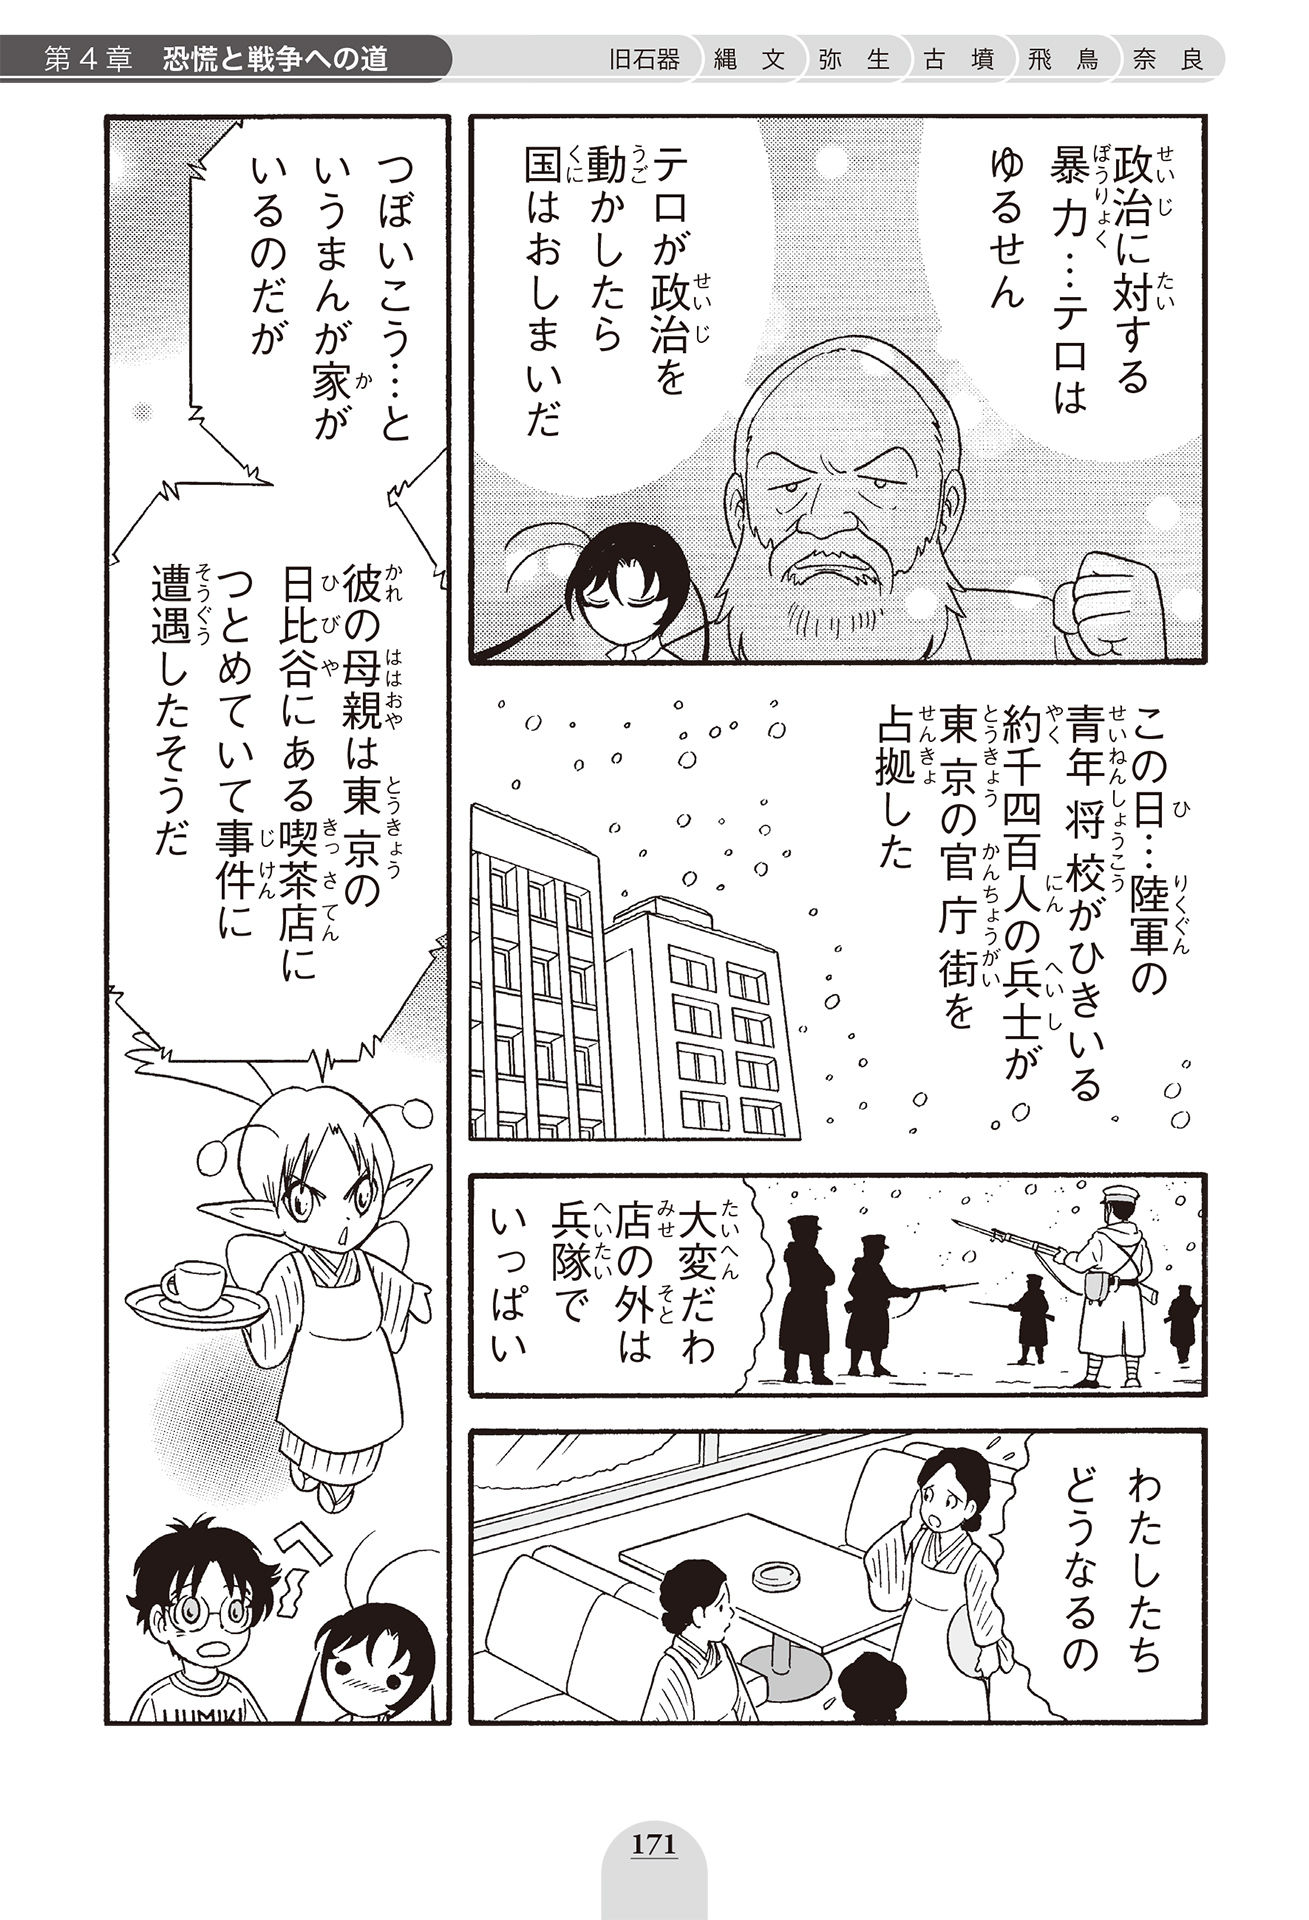 第4章　恐慌と戦争への道
旧石器　縄文　弥生　古墳　飛鳥　奈良
政治に対する
暴力…テロは
ゆるせん
テロが政治を
動かしたら
国はおしまいだ
この日…陸軍の
青年将校がひきいる
約千四百人の兵士が
東京の官庁街を
占拠した
大変だわ
店の外は
兵隊で
いっぱい
わたしたち
どうなるの
つぼいこう…と
いうまんが家が
いるのだが
彼の母親は東京の
日比谷にある喫茶店に
つとめていて事件に
遭遇したそうだ
へー
UUMIKI
171